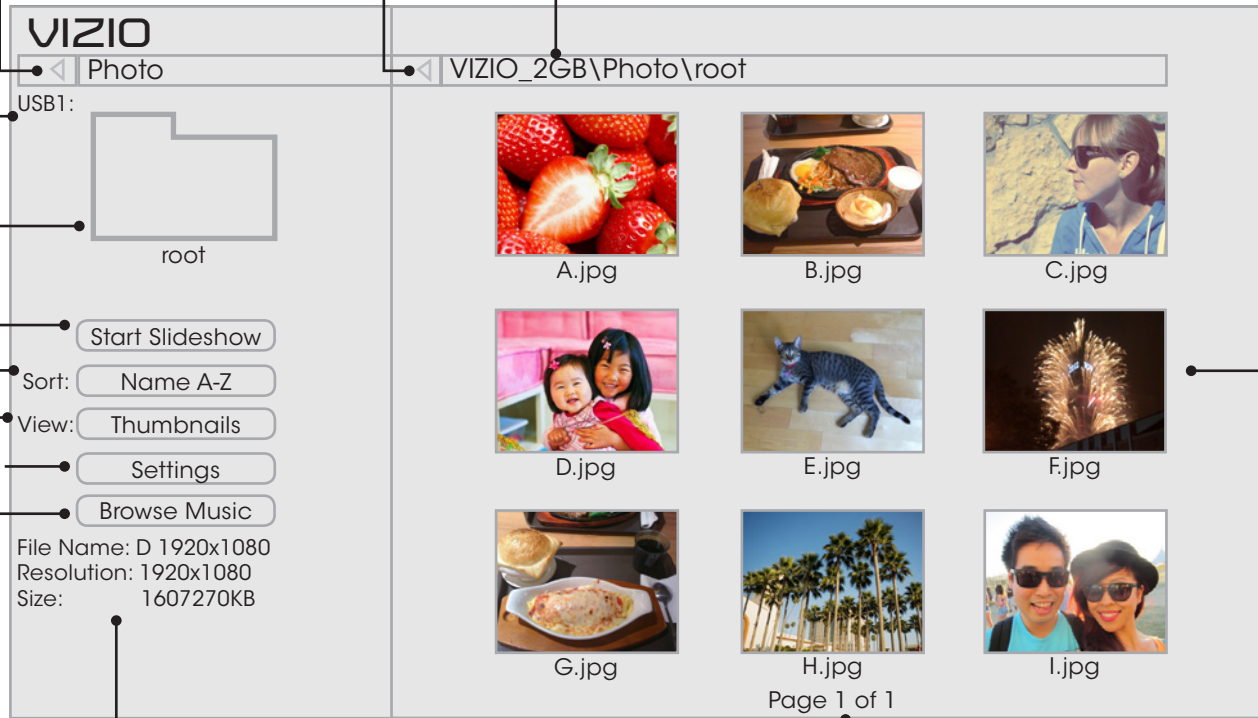 VIZIO
Photo
VIZIO_2GB\Photo\root
USB1:
root
Start Slideshow
Sort: Name A-Z
View: Thumbnails
Settings
Browse Music
File Name: D 1920x1080
Resolution: 1920x1080
Size: 1607270KB
A.jpg
B.jpg
C.jpg
D.jpg
E.jpg
F.jpg
G.jpg
H.jpg
I.jpg
Page 1 of 1